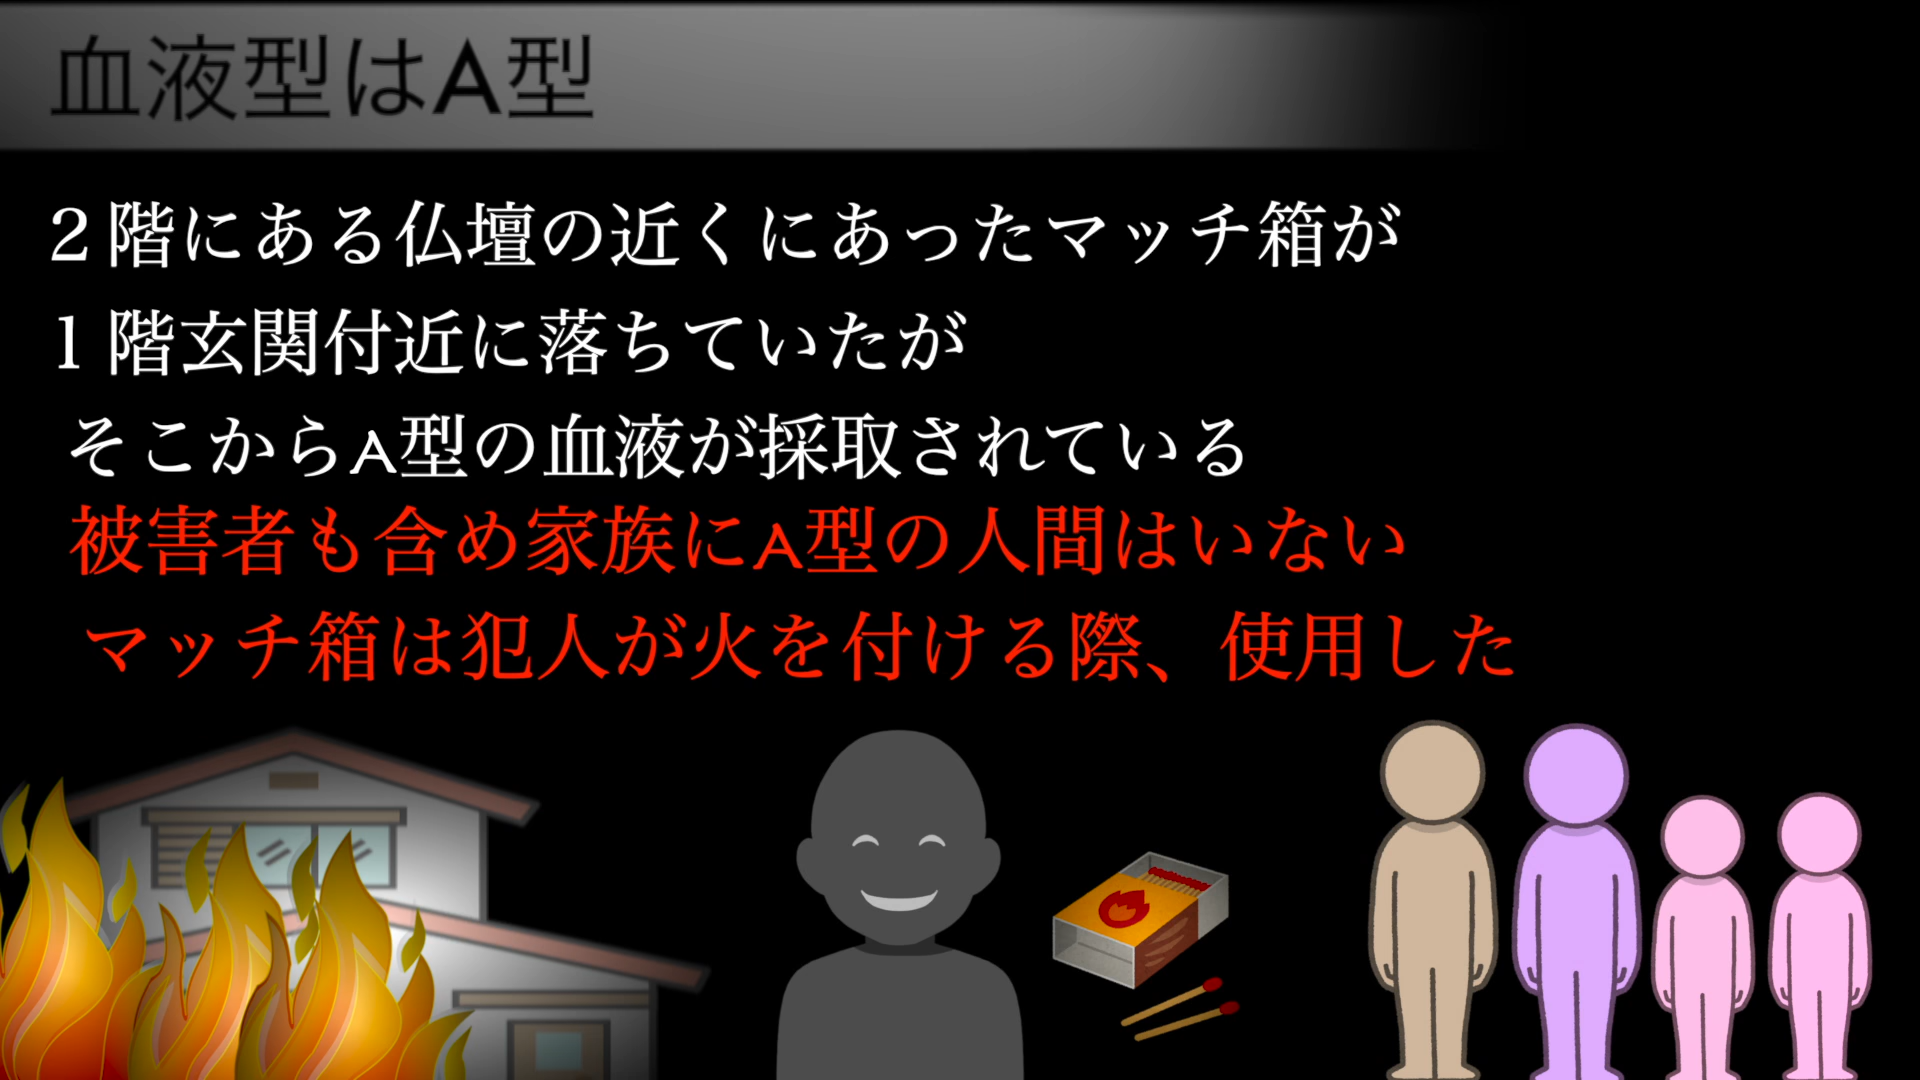 血液型はA型
２階にある仏壇の近くにあったマッチ箱が
１階玄関付近に落ちていたが
そこからA型の血液が採取されている
被害者も含め家族にA型の人間はいない
マッチ箱は犯人が火を付ける際、使用した